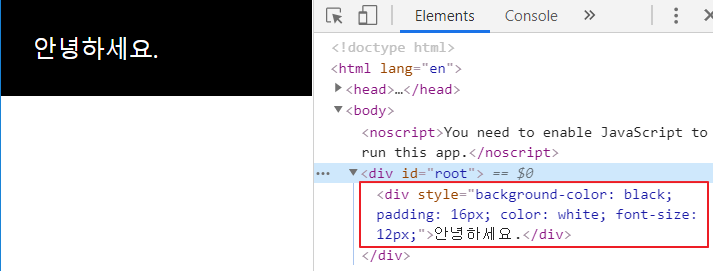 안녕하세요.
Elements Console »
<!doctype html>
<html lang="en">
<head>…</head>
<body>
<noscript>You need to enable JavaScript to
run this app.</noscript>
<div id="root"> == $0
<div style="background-color: black;
padding: 16px; color: white; font-size:
12px;">안녕하세요.</div>
</div>